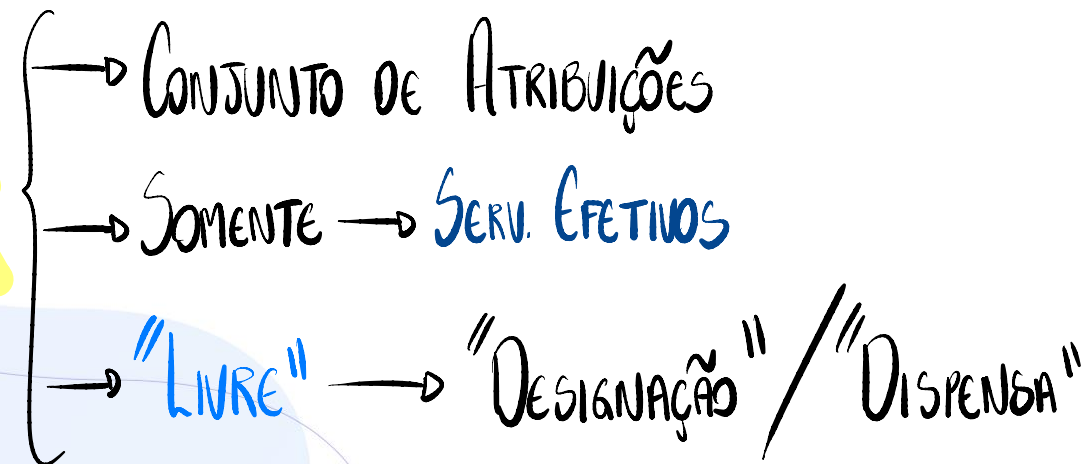 CONJUNTO DE ATRIBUIÇÕES
SOMENTE → SERV. EFETIVOS
"LIVRE" → "DESIGNAÇÃO" / "DISPENSA"